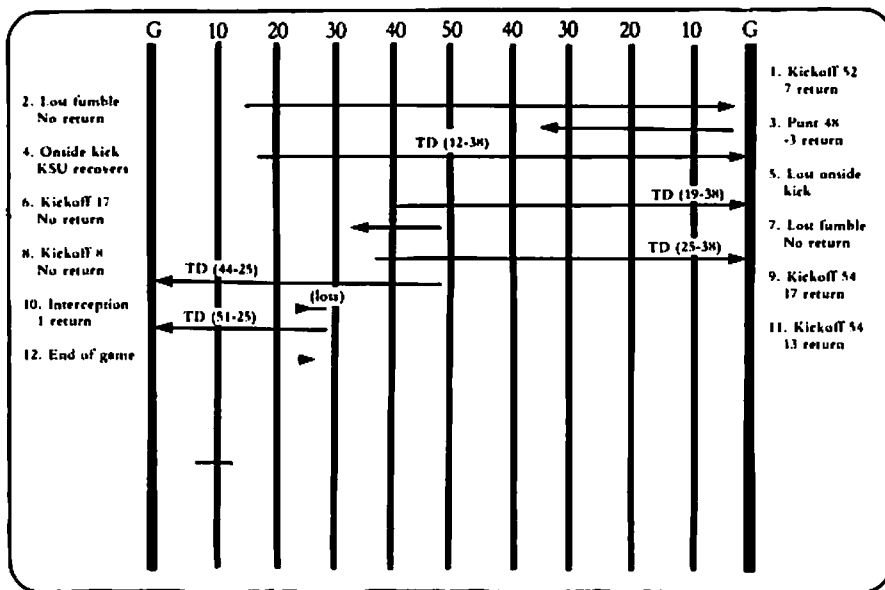 G 10 20 30 40 50 40 30 20 10 G
1. Kickoff 52
7 return
2. Lost fumble
No return
3. Punt 48
-3 return
4. Onside kick
KSU recovers
TD (12-38)
5. Lost onside
kick
6. Kickoff 17
No return
TD (19-38)
7. Lost fumble
No return
8. Kickoff 8
No return
TD (25-38)
TD (44-25)
9. Kickoff 54
17 return
(loss)
10. Interception
1 return
TD (51-25)
11. Kickoff 54
13 return
12. End of game